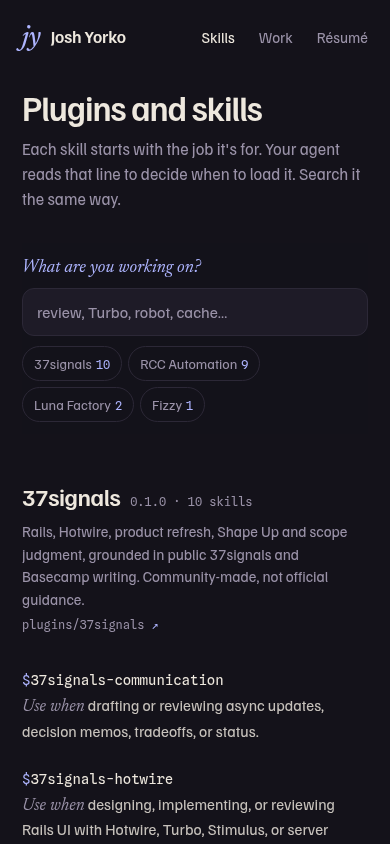 jy Josh Yorko Skills Work Résumé
Plugins and skills
Each skill starts with the job it's for. Your agent
reads that line to decide when to load it. Search it
the same way.
What are you working on?
review, Turbo, robot, cache...
37signals 10 RCC Automation 9
Luna Factory 2 Fizzy 1
37signals 0.1.0 · 10 skills
Rails, Hotwire, product refresh, Shape Up and scope
judgment, grounded in public 37signals and
Basecamp writing. Community-made, not official
guidance.
plugins/37signals ↗
$37signals-communication
Use when drafting or reviewing async updates,
decision memos, tradeoffs, or status.
$37signals-hotwire
Use when designing, implementing, or reviewing
Rails UI with Hotwire, Turbo, Stimulus, or server